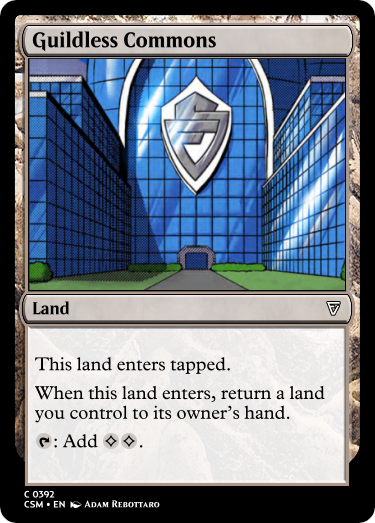 Guildless Commons
Land
This land enters tapped.
When this land enters, return a land
you control to its owner's hand.
: Add .
C 0392
CSM • EN Adam Rebottaro